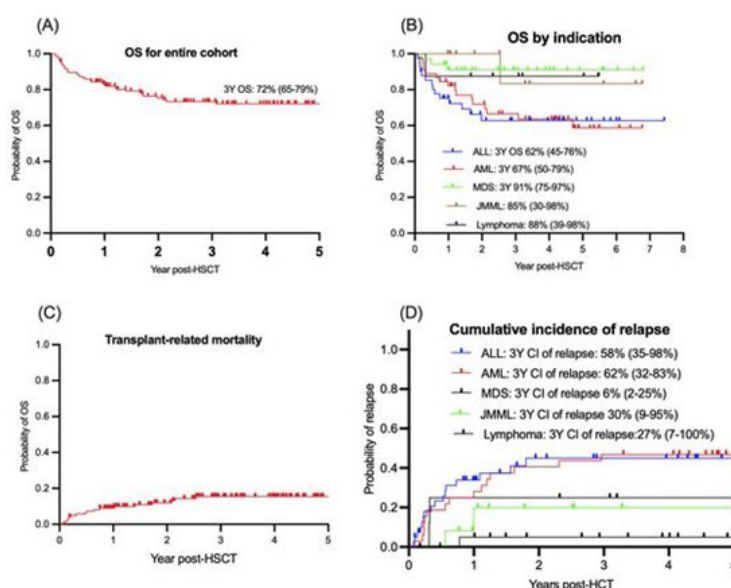 (A)
OS for entire cohort
1.0
0.8
0.6
0.4
0.2
0.0
Probability of OS
3Y OS: 72% (65-79%)
0
1
2
3
4
5
Year post-HSCT
(B)
OS by indication
1.0
0.8
0.6
0.4
0.2
0.0
Probability of OS
ALL: 3Y OS 62% (45-76%)
AML: 3Y 67% (50-79%)
MDS: 3Y 91% (75-97%)
JMML: 85% (30-98%)
Lymphoma: 88% (39-98%)
0
1
2
3
4
5
6
7
8
Year post-HSCT
(C)
Transplant-related mortality
1.0
0.8
0.6
0.4
0.2
0.0
Probability of OS
0
1
2
3
4
5
Year post-HSCT
(D)
Cumulative incidence of relapse
1.0
0.8
0.6
0.4
0.2
0.0
Probability of relapse
ALL: 3Y CI of relapse: 58% (35-98%)
AML: 3Y CI of relapse: 62% (32-83%)
MDS: 3Y CI of relapse 6% (2-25%)
JMML: 3Y CI of relapse 30% (9-95%)
Lymphoma: 3Y CI of relapse:27% (7-100%)
0
1
2
3
4
5
Years post-HCT